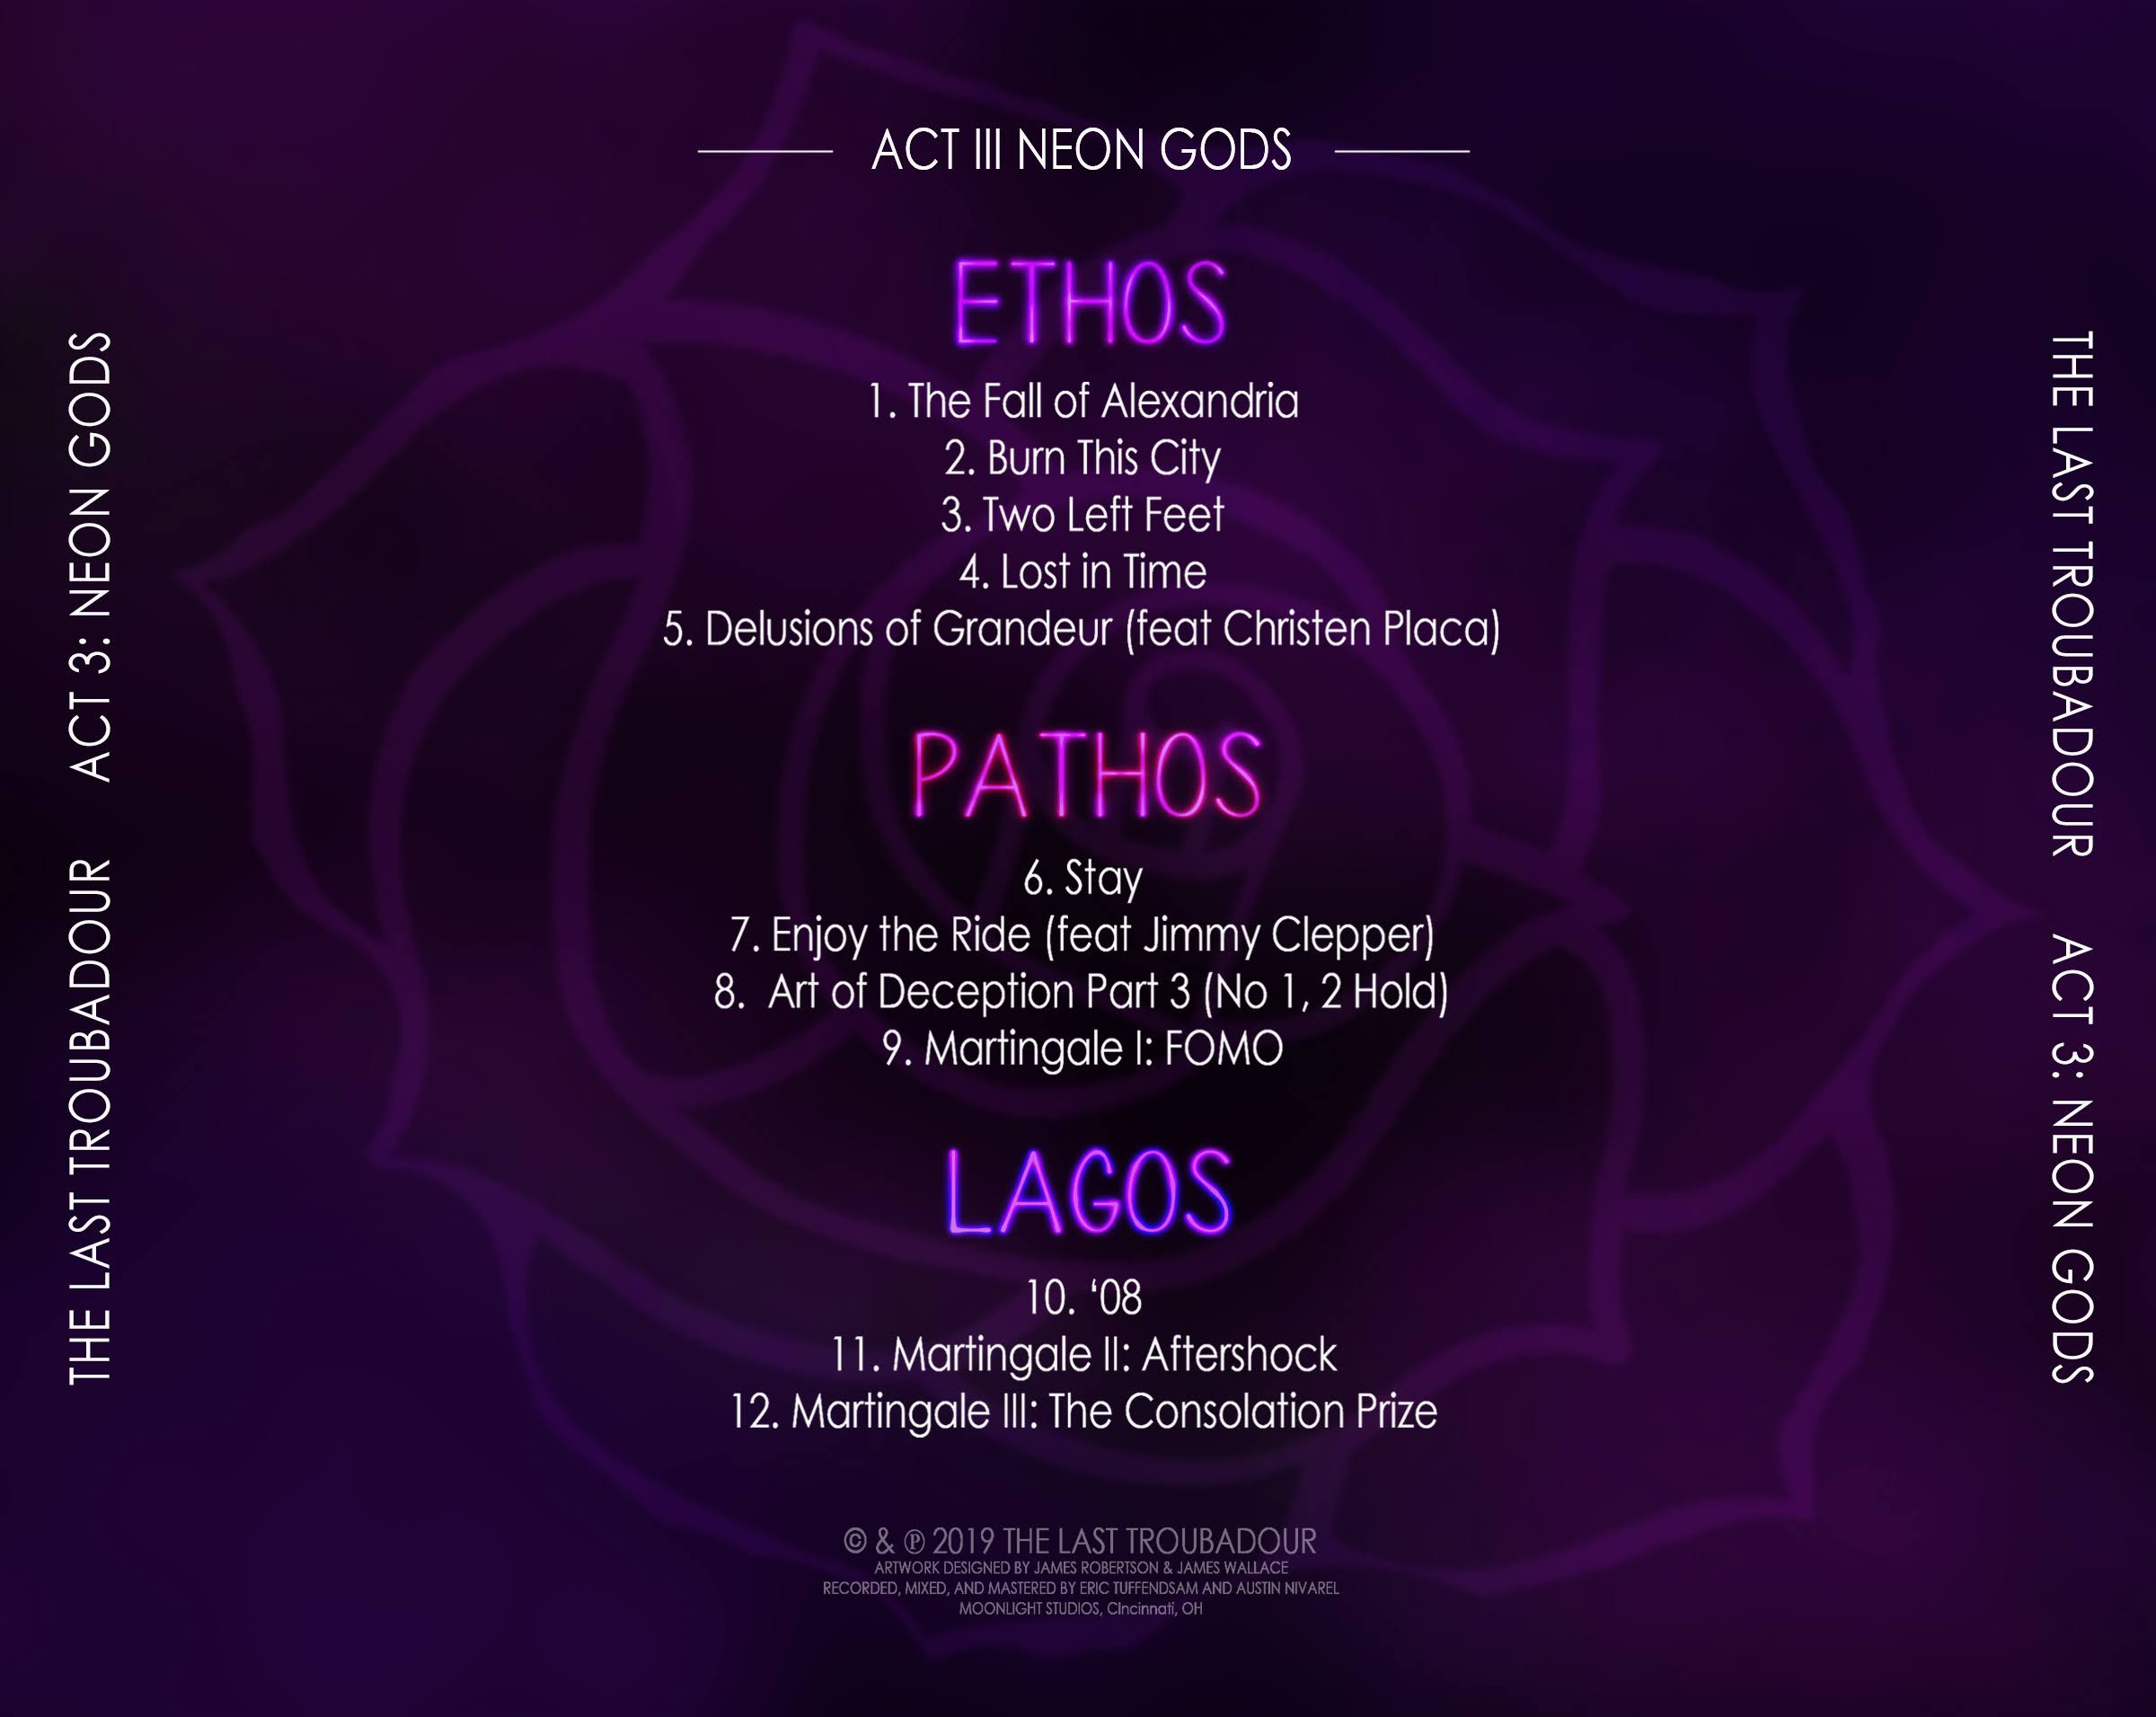 ACT III NEON GODS
ETHOS
1. The Fall of Alexandria
2. Burn This City
3. Two Left Feet
4. Lost in Time
5. Delusions of Grandeur (feat Christen Placa)
PATHOS
6. Stay
7. Enjoy the Ride (feat Jimmy Clepper)
8. Art of Deception Part 3 (No 1, 2 Hold)
9. Martingale I: FOMO
LAGOS
10. ‘08
11. Martingale II: Aftershock
12. Martingale III: The Consolation Prize
© & ℗ 2019 THE LAST TROUBADOUR
ARTWORK DESIGNED BY JAMES ROBERTSON & JAMES WALLACE
RECORDED, MIXED, AND MASTERED BY ERIC TUFFENDSAM AND AUSTIN NIVAREL
MOONLIGHT STUDIOS, CIncinnati, OH
THE LAST TROUBADOUR ACT 3: NEON GODS
THE LAST TROUBADOUR ACT 3: NEON GODS